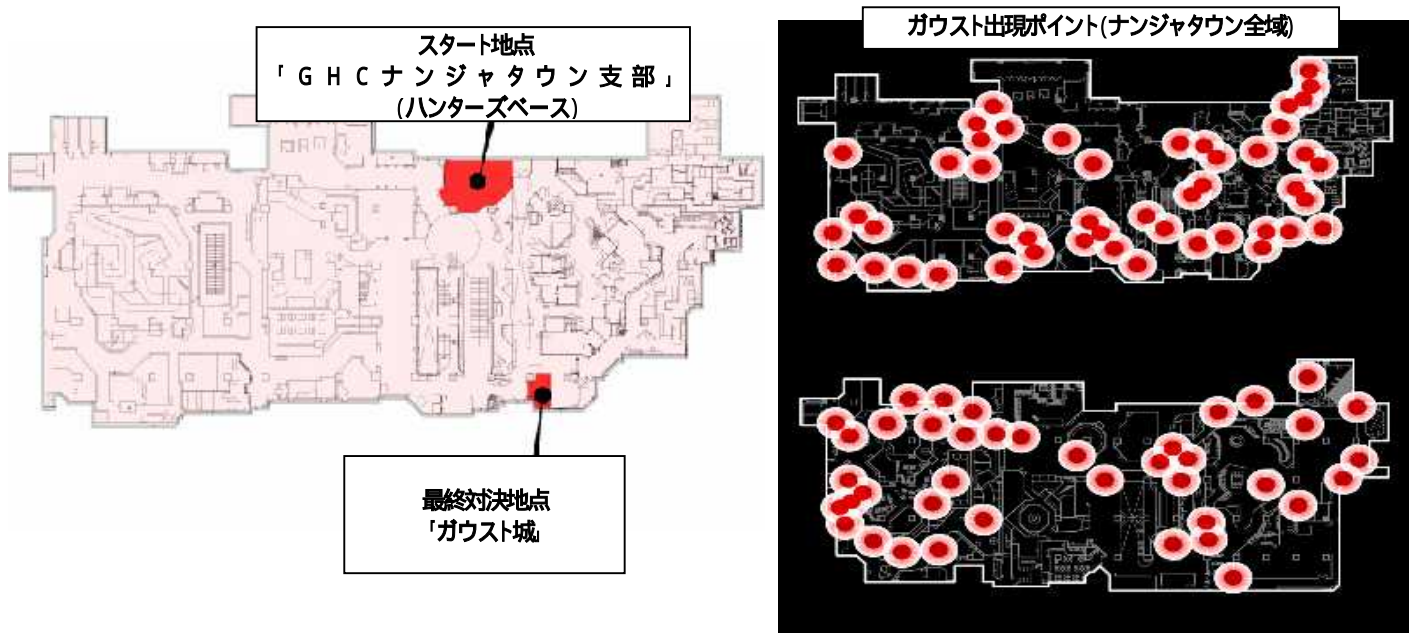 スタート地点
「GHCナンジャタウン支部」
(ハンターズベース)
最終対決地点
「ガウスト城」
ガウスト出現ポイント(ナンジャタウン全域)